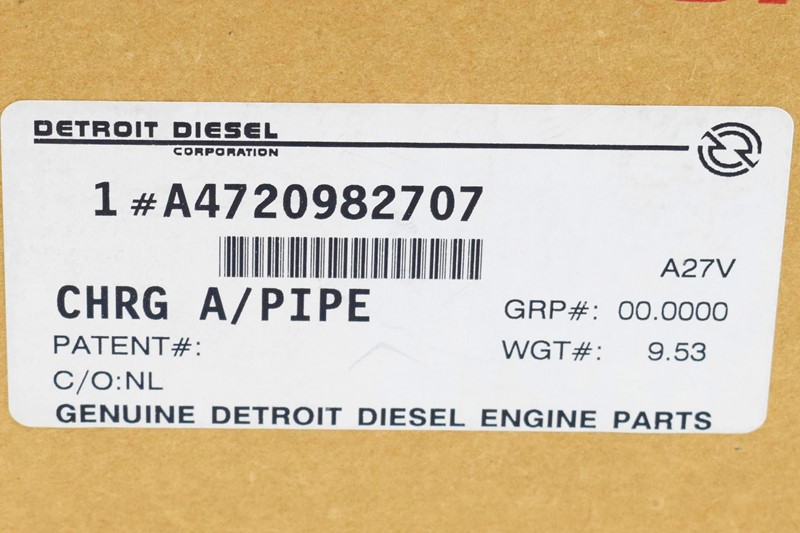 DETROIT DIESEL
CORPORATION
1 #A4720982707
A27V
CHRG A/PIPE
GRP#: 00.0000
PATENT#:
WGT#: 9.53
C/O:NL
GENUINE DETROIT DIESEL ENGINE PARTS